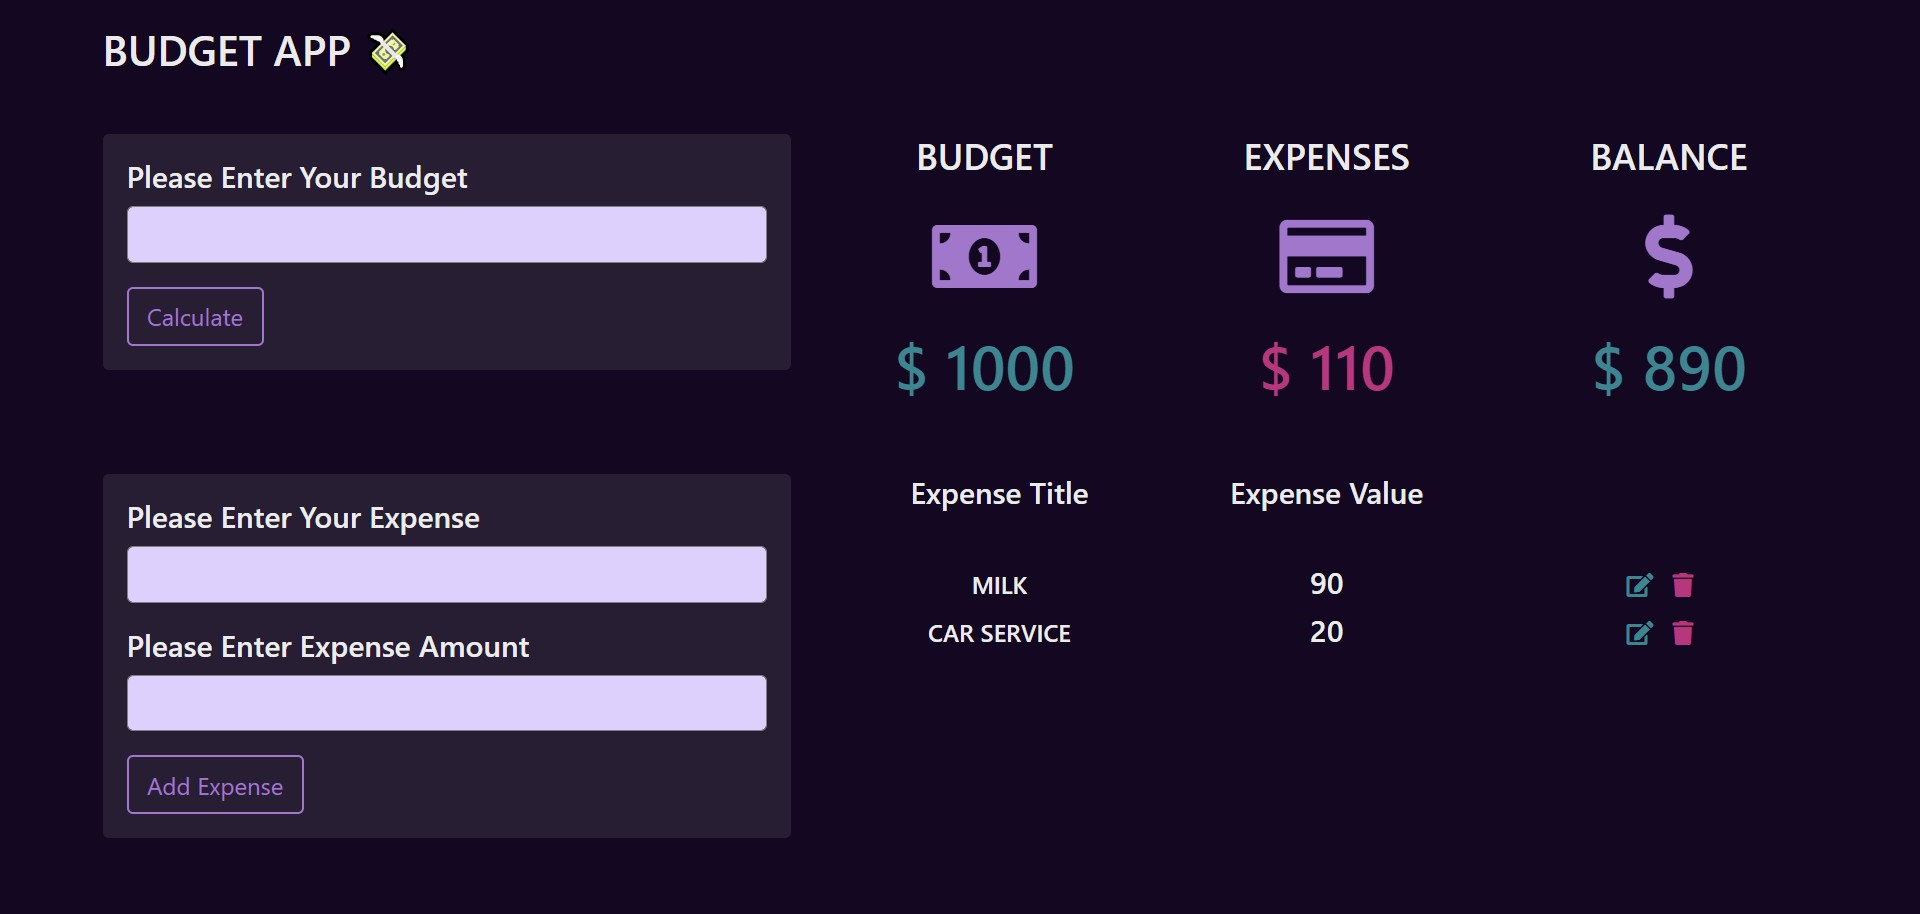 BUDGET APP
Please Enter Your Budget
Calculate
BUDGET EXPENSES BALANCE
1
$ 1000 $ 110 $ 890
Please Enter Your Expense
Please Enter Expense Amount
Add Expense
Expense Title Expense Value
MILK 90
CAR SERVICE 20